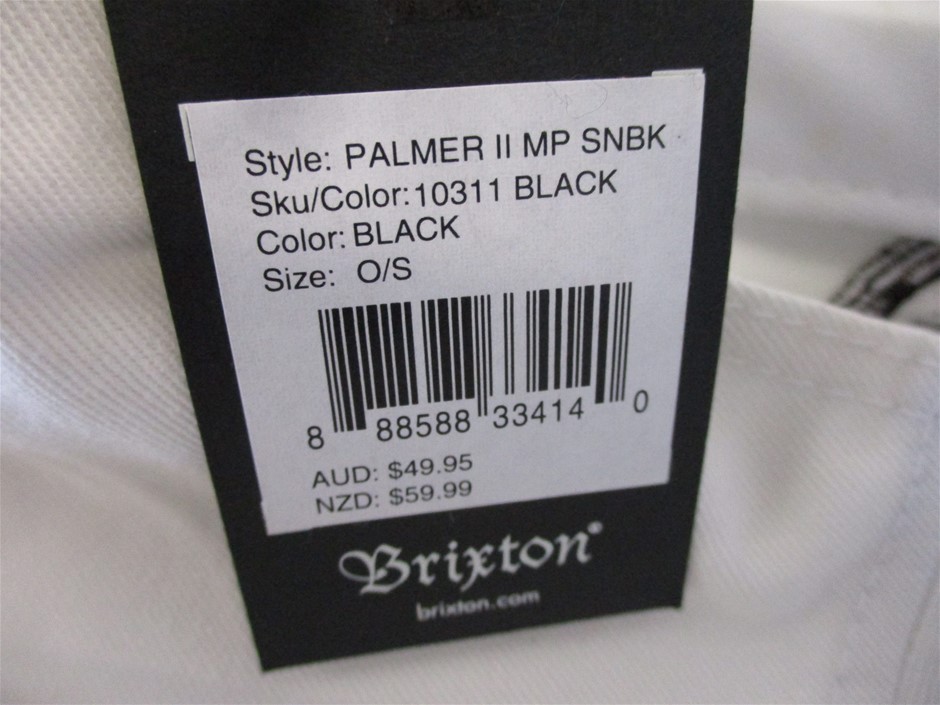 Style: PALMER II MP SNBK
Sku/Color: 10311 BLACK
Color: BLACK
Size: O/S
8 88588 33414 0
AUD: $49.95
NZD: $59.99
Brixton®
brixton.com